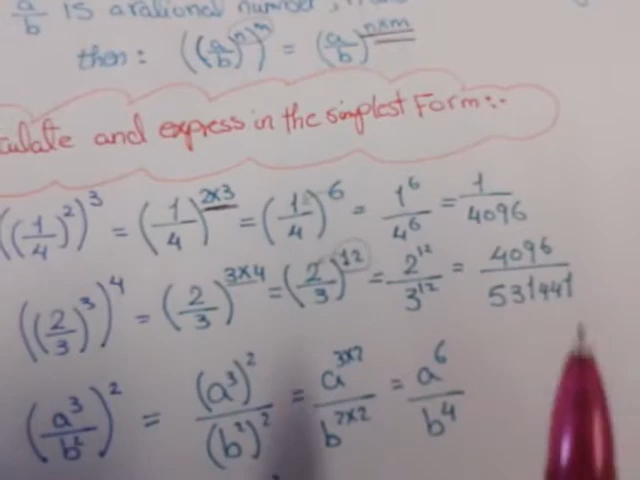 a/b is a rational number,
then: ((a/b)^n)^m = (a/b)^n×m
culate and express in the simplest Form:-
((1/4)^2)^3 = (1/4)^2×3 = (1/4)^6 = 1^6/4^6 = 1/4096
((2/3)^3)^4 = (2/3)^3×4 = (2/3)^12 = 2^12/3^12 = 4096/531441
(a^3/b^2)^2 = (a^3)^2/(b^2)^2 = a^3×2/b^2×2 = a^6/b^4